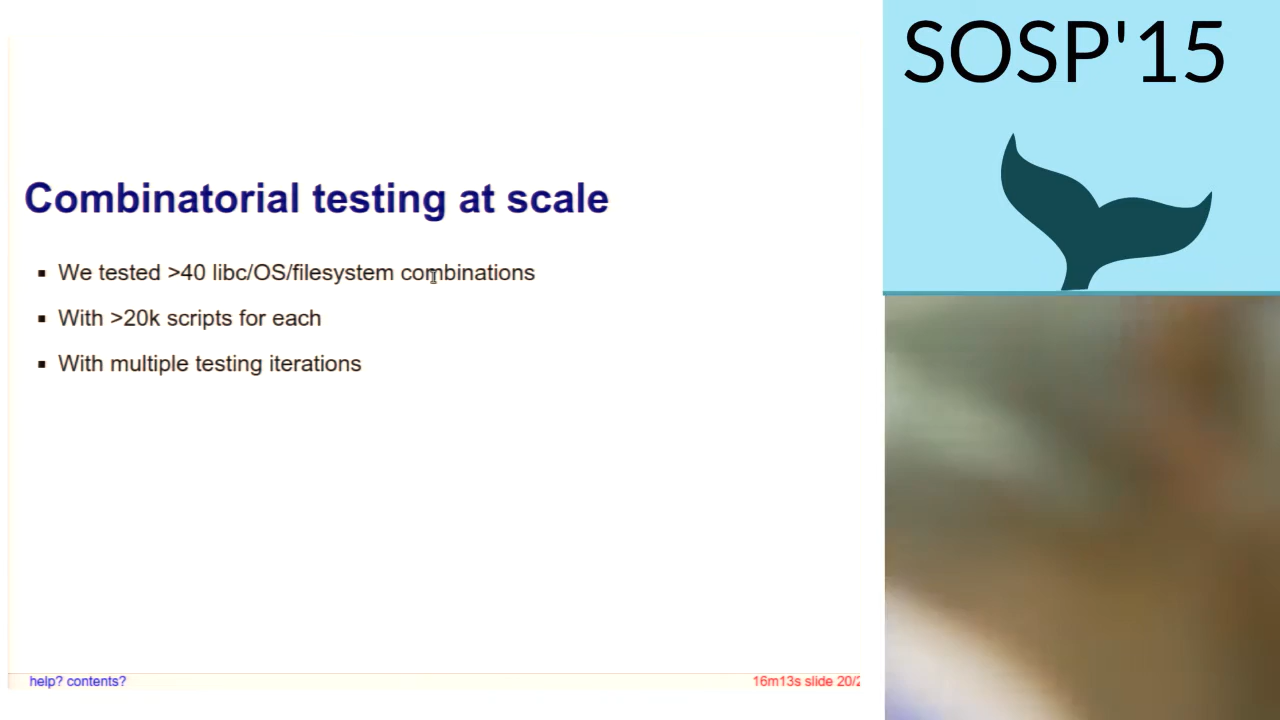 SOSP'15
Combinatorial testing at scale
We tested >40 libc/OS/filesystem combinations
With >20k scripts for each
With multiple testing iterations
help? contents?
16m13s slide 20/2